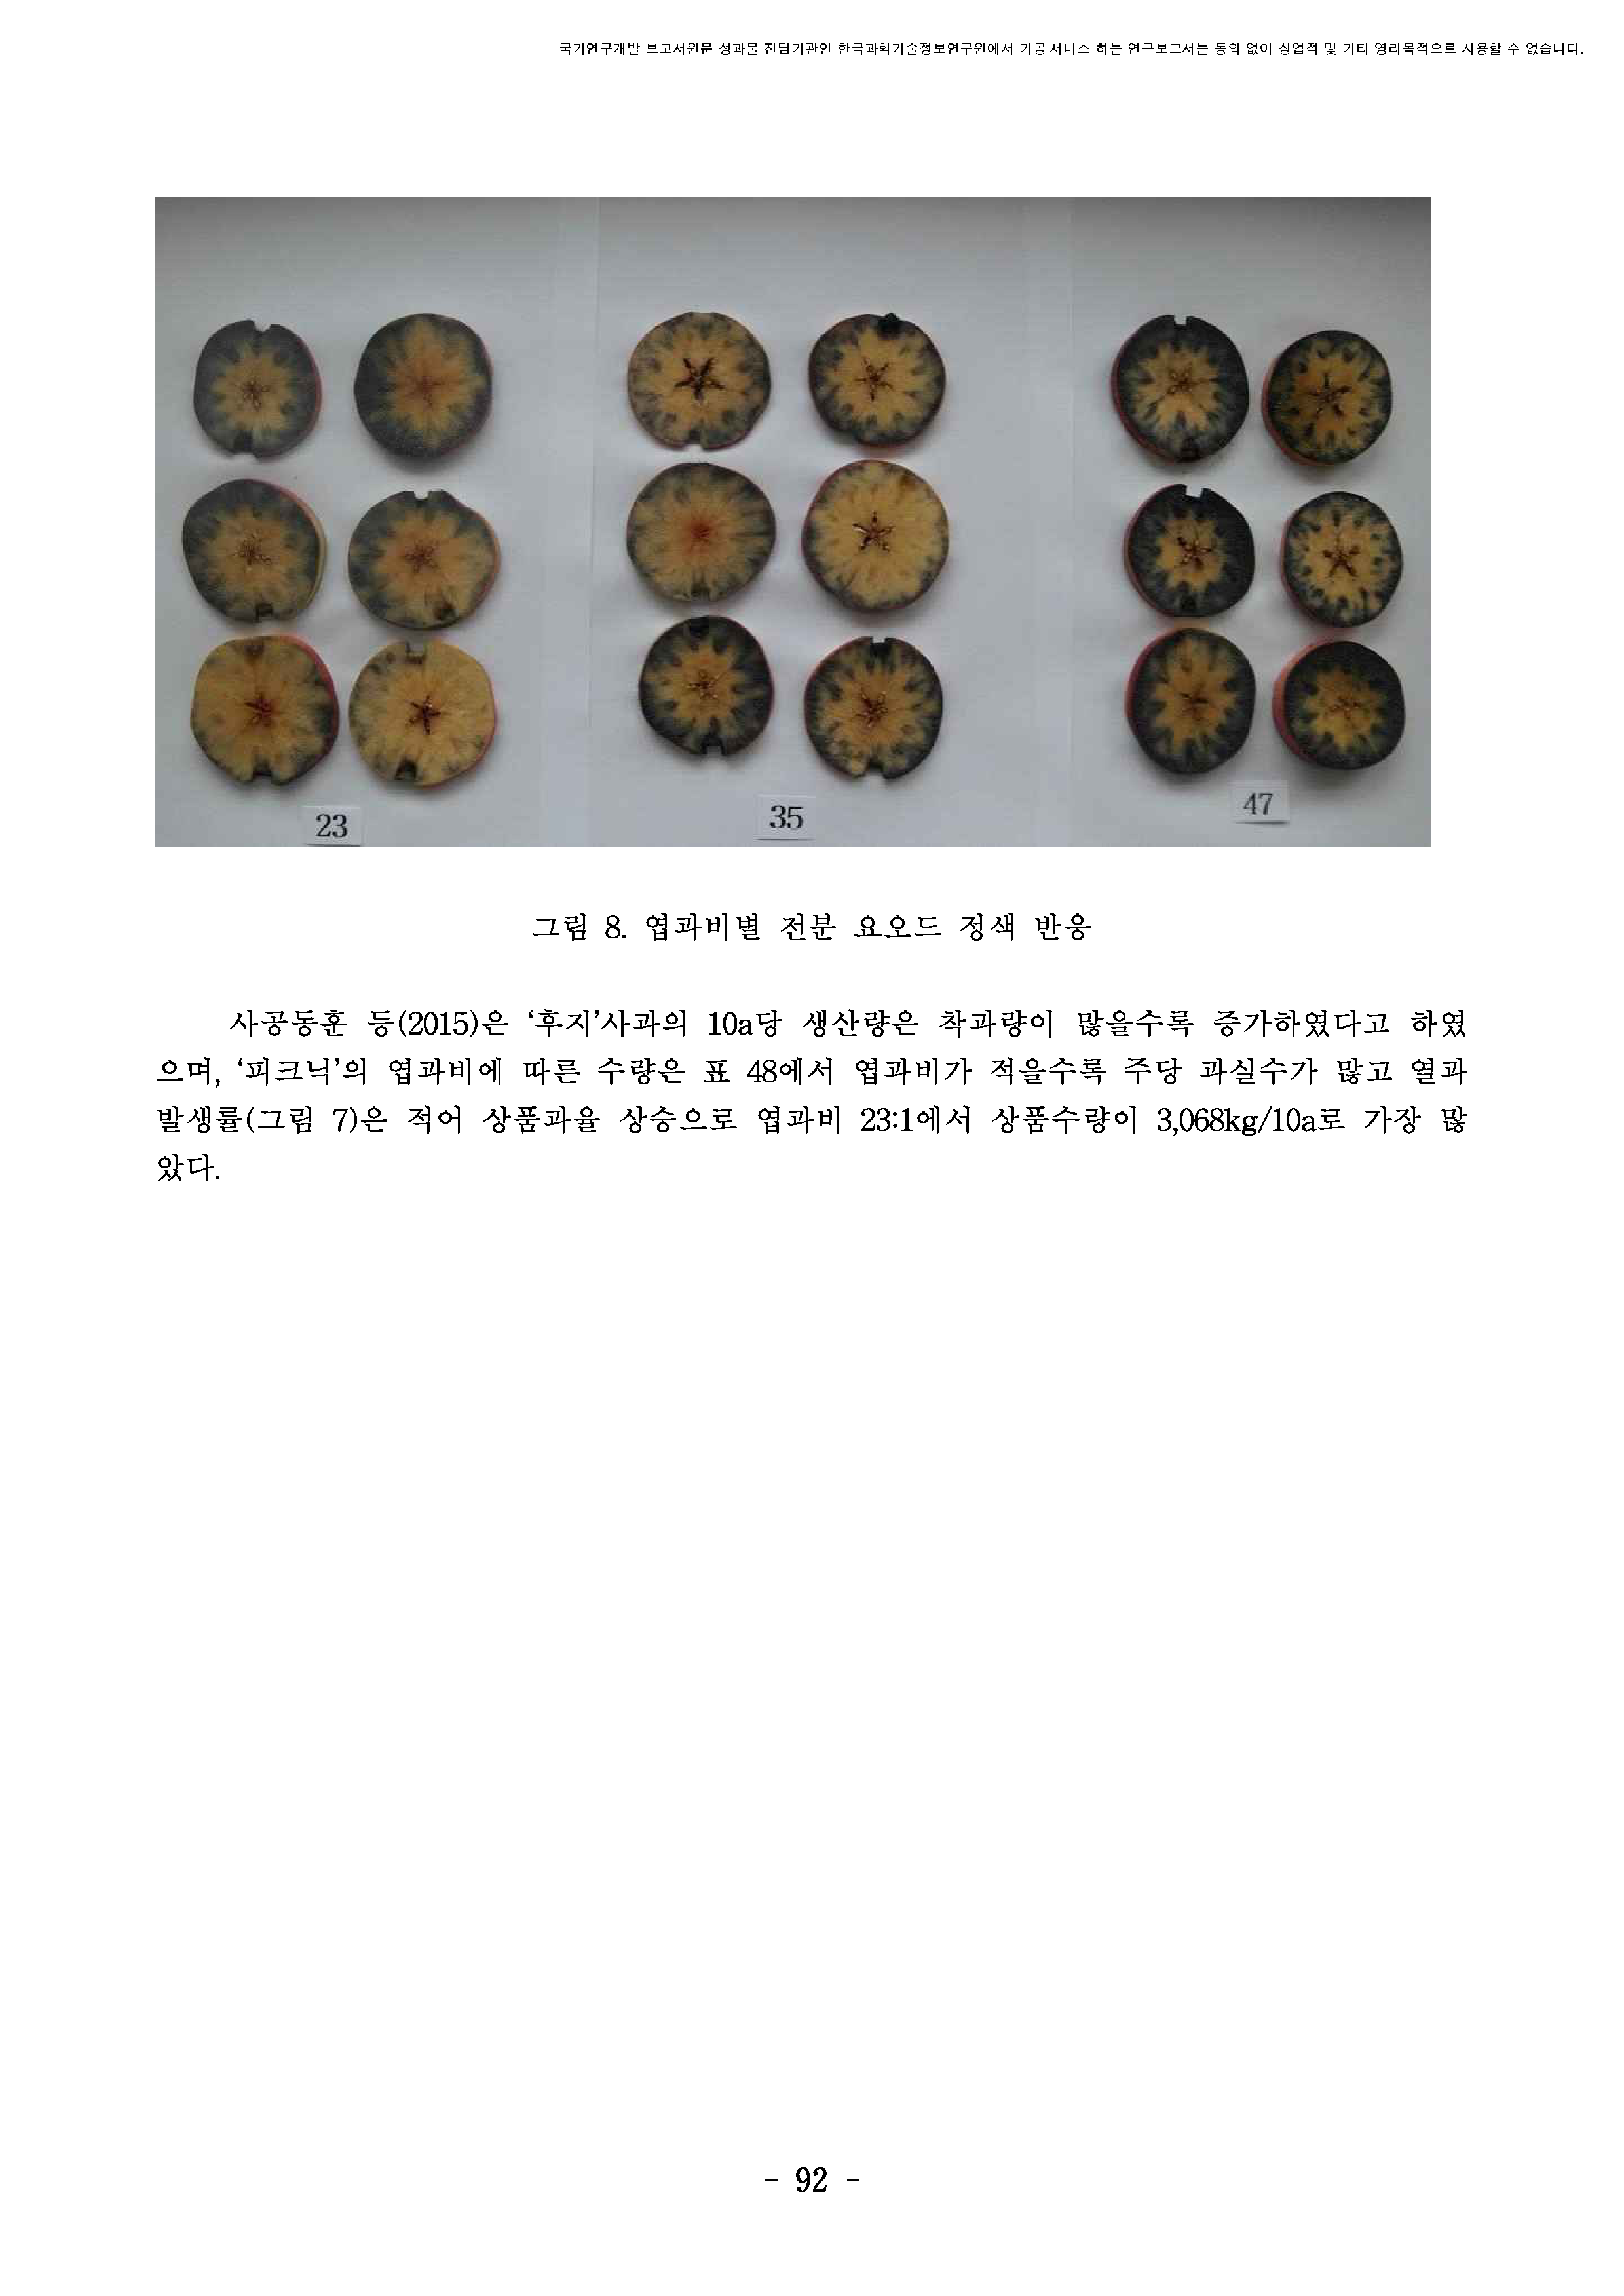 국가연구개발 보고서원문 성과물 전담기관인 한국과학기술정보연구원에서 가공·서비스 하는 연구보고서는 동의 없이 상업적 및 기타 영리목적으로 사용할 수 없습니다.
23
35
47
그림 8. 엽과비별 전분 요오드 정색 반응
사공동훈 등(2015)은 ‘후지’사과의 10a당 생산량은 착과량이 많을수록 증가하였다고 하였
으며, ‘피크닉’의 엽과비에 따른 수량은 표 48에서 엽과비가 적을수록 주당 과실수가 많고 열과
발생률(그림 7)은 적어 상품과율 상승으로 엽과비 23:1에서 상품수량이 3,068kg/10a로 가장 많
았다.
- 92 -